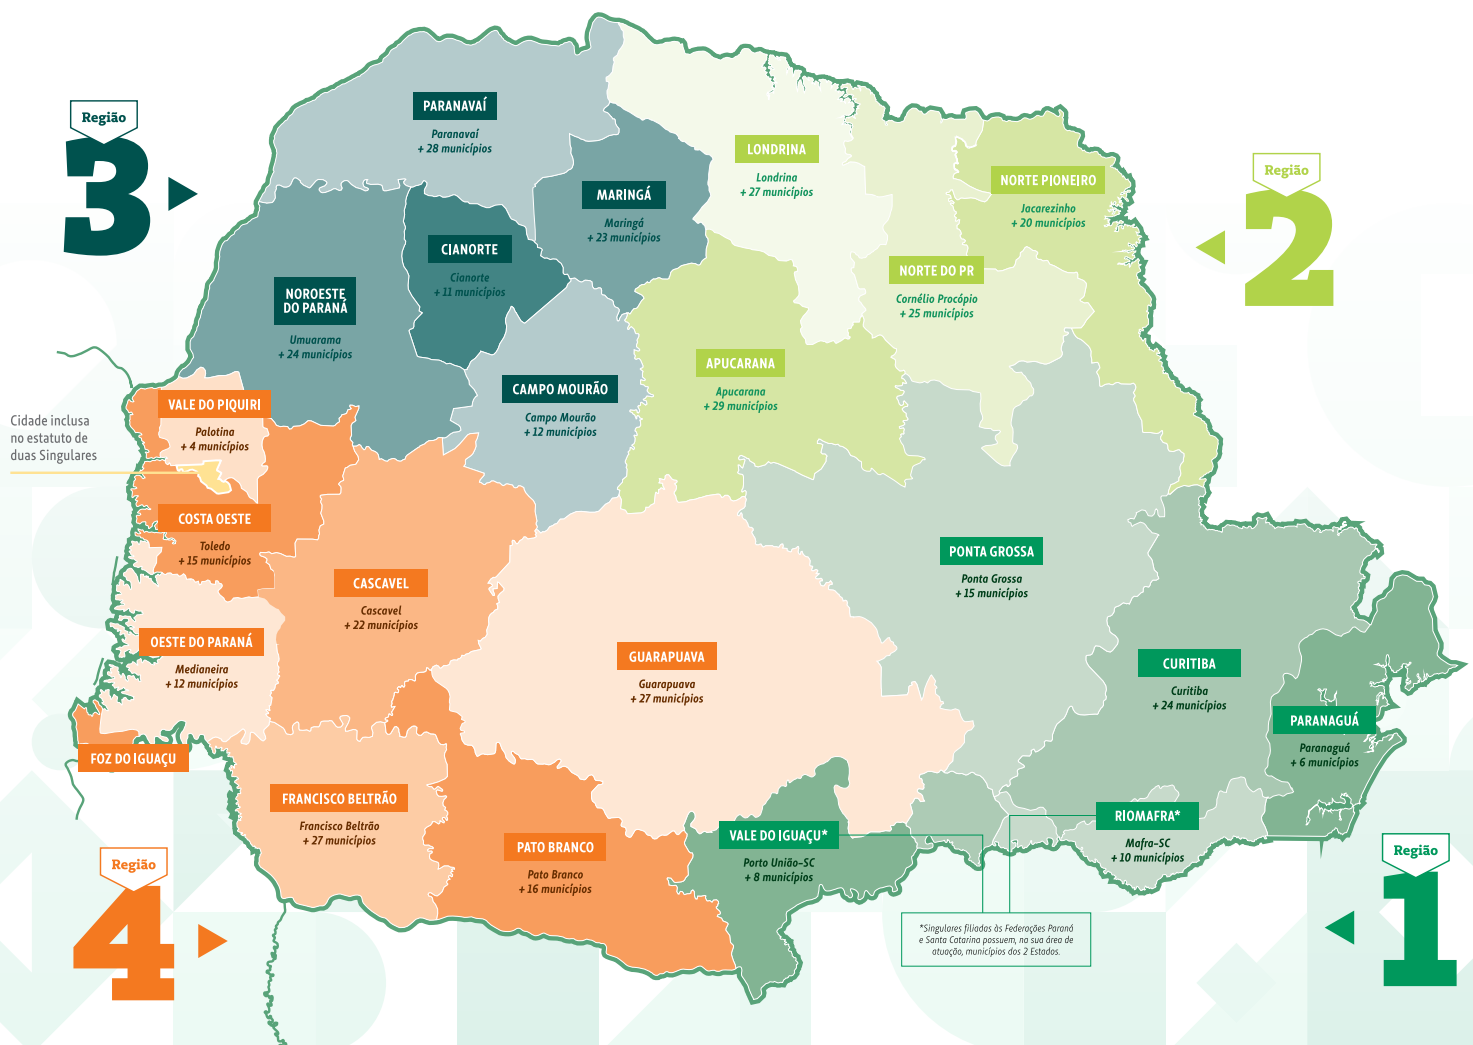 Região
3
PARANAVAÍ
Paranavaí
+ 28 municípios
MARINGÁ
Maringá
+ 23 municípios
CIANORTE
Cianorte
+ 11 municípios
NOROESTE
DO PARANÁ
Umuarama
+ 24 municípios
CAMPO MOURÃO
Campo Mourão
+ 12 municípios
Região
2
LONDRINA
Londrina
+ 27 municípios
NORTE PIONEIRO
Jacarezinho
+ 20 municípios
NORTE DO PR
Cornélio Procópio
+ 25 municípios
APUCARANA
Apucarana
+ 29 municípios
Cidade inclusa
no estatuto de
duas Singulares
VALE DO PIQUIRI
Palotina
+ 4 municípios
COSTA OESTE
Toledo
+ 15 municípios
CASCAVEL
Cascavel
+ 22 municípios
OESTE DO PARANÁ
Medianeira
+ 12 municípios
GUARAPUAVA
Guarapuava
+ 27 municípios
FOZ DO IGUAÇU
FRANCISCO BELTRÃO
Francisco Beltrão
+ 27 municípios
PATO BRANCO
Pato Branco
+ 16 municípios
Região
4
PONTA GROSSA
Ponta Grossa
+ 15 municípios
CURITIBA
Curitiba
+ 24 municípios
PARANAGUÁ
Paranaguá
+ 6 municípios
RIOMAFRA*
Mafra-SC
+ 10 municípios
VALE DO IGUAÇU*
Porto União-SC
+ 8 municípios
*Singulares filiadas às Federações Paraná
e Santa Catarina possuem, na sua área de
atuação, municípios dos 2 Estados.
Região
1